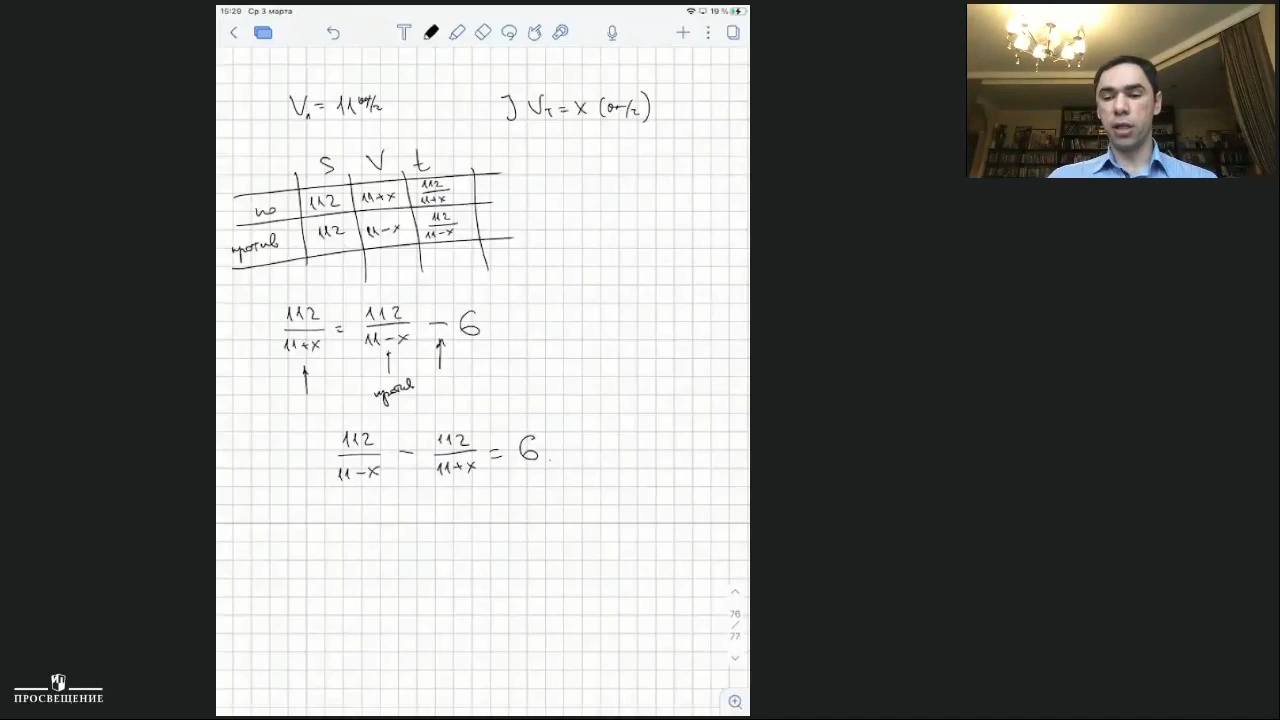 15:29 Ср 3 марта
19 %
Vл = 11 км/ч
] Vт = x (км/ч)
S V t
по 112 11+x 112/11+x
против 112 11-x 112/11-x
112/11+x = 112/11-x - 6
против
112/11-x - 112/11+x = 6
76
/
77
ПРОСВЕЩЕНИЕ